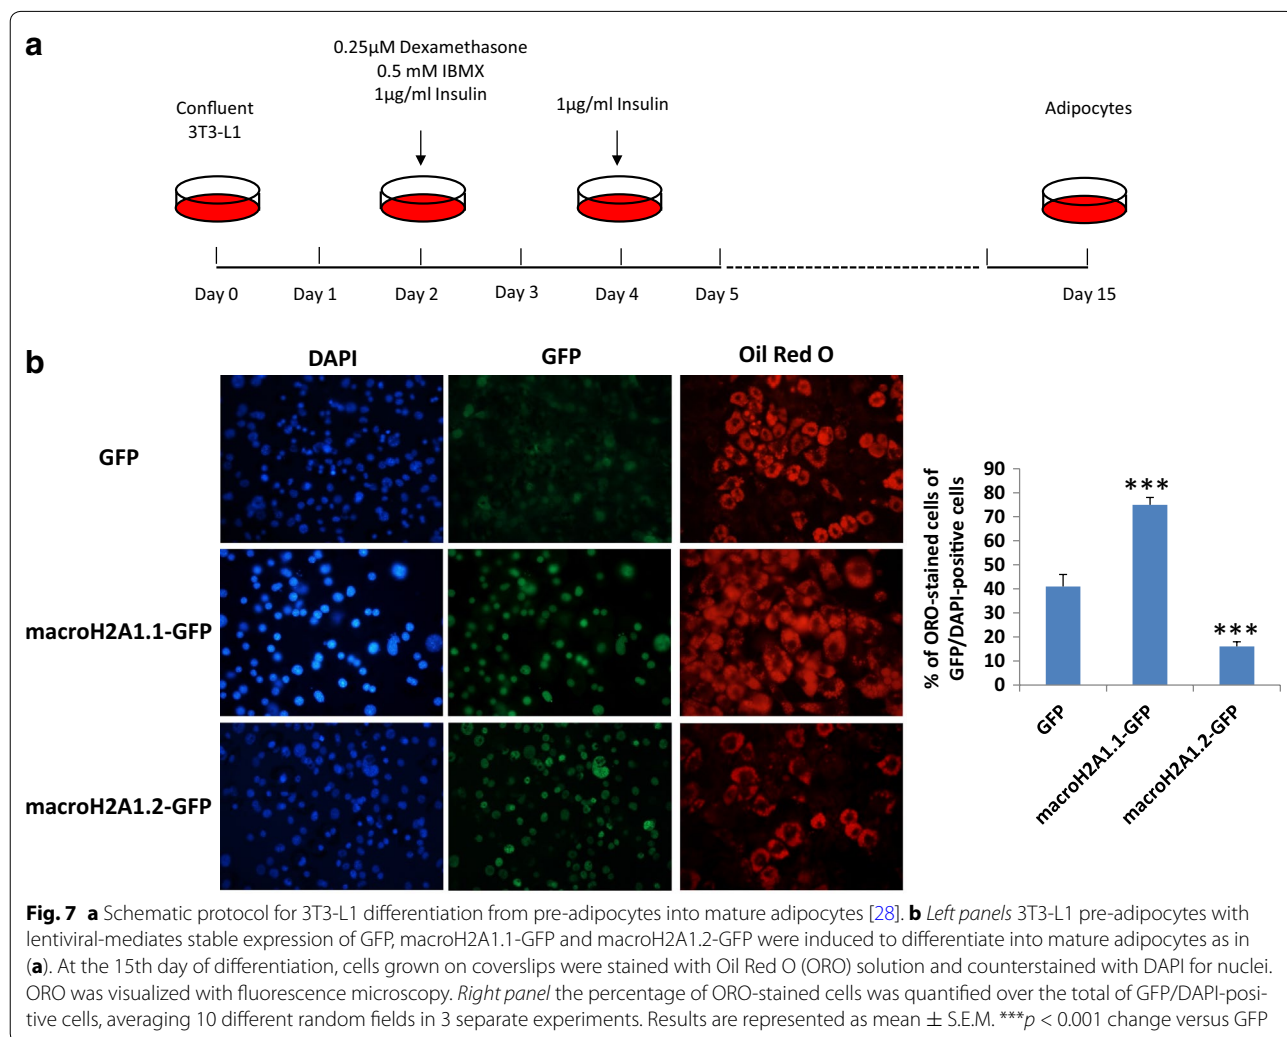 a
0.25µM Dexamethasone
0.5 mM IBMX
1µg/ml Insulin
1µg/ml Insulin
Confluent
3T3-L1
Adipocytes
Day 0 Day 1 Day 2 Day 3 Day 4 Day 5 Day 15
b
DAPI GFP Oil Red O
GFP
macroH2A1.1-GFP
macroH2A1.2-GFP
% of ORO-stained cells of
GFP/DAPI-positive cells
90
80
70
60
50
40
30
20
10
0
***
***
GFP
macroH2A1.1-GFP
macroH2A1.2-GFP
Fig. 7 a Schematic protocol for 3T3-L1 differentiation from pre-adipocytes into mature adipocytes [28]. b Left panels 3T3-L1 pre-adipocytes with
lentiviral-mediates stable expression of GFP, macroH2A1.1-GFP and macroH2A1.2-GFP were induced to differentiate into mature adipocytes as in
(a). At the 15th day of differentiation, cells grown on coverslips were stained with Oil Red O (ORO) solution and counterstained with DAPI for nuclei.
ORO was visualized with fluorescence microscopy. Right panel the percentage of ORO-stained cells was quantified over the total of GFP/DAPI-posi-
tive cells, averaging 10 different random fields in 3 separate experiments. Results are represented as mean ± S.E.M. ***p < 0.001 change versus GFP